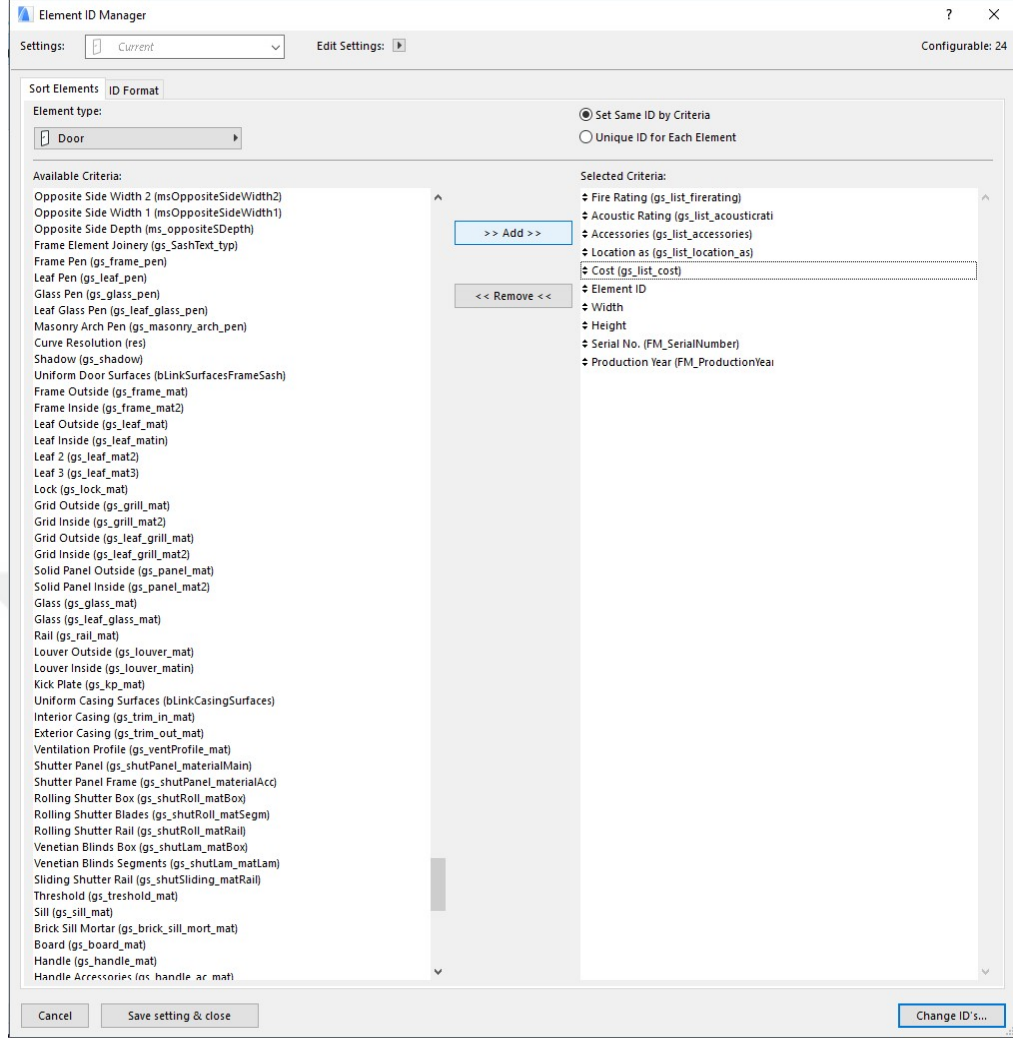 Element ID Manager
?
Settings:
Current
Edit Settings:
Configurable: 24
Sort Elements
ID Format
Element type:
Door
Set Same ID by Criteria
Unique ID for Each Element
Available Criteria:
Opposite Side Width 2 (msOppositeSideWidth2)
Opposite Side Width 1 (msOppositeSideWidth1)
Opposite Side Depth (ms_oppositeSDepth)
Frame Element Joinery (gs_SashText_typ)
Frame Pen (gs_frame_pen)
Leaf Pen (gs_leaf_pen)
Glass Pen (gs_glass_pen)
Leaf Glass Pen (gs_leaf_glass_pen)
Masonry Arch Pen (gs_masonry_arch_pen)
Curve Resolution (res)
Shadow (gs_shadow)
Uniform Door Surfaces (bLinkSurfacesFrameSash)
Frame Outside (gs_frame_mat)
Frame Inside (gs_frame_mat2)
Leaf Outside (gs_leaf_mat)
Leaf Inside (gs_leaf_matin)
Leaf 2 (gs_leaf_mat2)
Leaf 3 (gs_leaf_mat3)
Lock (gs_lock_mat)
Grid Outside (gs_grill_mat)
Grid Inside (gs_grill_mat2)
Grid Outside (gs_leaf_grill_mat)
Grid Inside (gs_leaf_grill_mat2)
Solid Panel Outside (gs_panel_mat)
Solid Panel Inside (gs_panel_mat2)
Glass (gs_glass_mat)
Glass (gs_leaf_glass_mat)
Rail (gs_rail_mat)
Louver Outside (gs_louver_mat)
Louver Inside (gs_louver_matin)
Kick Plate (gs_kp_mat)
Uniform Casing Surfaces (bLinkCasingSurfaces)
Interior Casing (gs_trim_in_mat)
Exterior Casing (gs_trim_out_mat)
Ventilation Profile (gs_ventProfile_mat)
Shutter Panel (gs_shutPanel_materialMain)
Shutter Panel Frame (gs_shutPanel_materialAcc)
Rolling Shutter Box (gs_shutRoll_matBox)
Rolling Shutter Blades (gs_shutRoll_matSegm)
Rolling Shutter Rail (gs_shutRoll_matRail)
Venetian Blinds Box (gs_shutLam_matBox)
Venetian Blinds Segments (gs_shutLam_matLam)
Sliding Shutter Rail (gs_shutSliding_matRail)
Threshold (gs_treshold_mat)
Sill (gs_sill_mat)
Brick Sill Mortar (gs_brick_sill_mort_mat)
Board (gs_board_mat)
Handle (gs_handle_mat)
Handle Accessories (gs_handle_ac_mat)
>> Add >>
<< Remove <<
Selected Criteria:
Fire Rating (gs_list_firerating)
Acoustic Rating (gs_list_acousticrati
Accessories (gs_list_accessories)
Location as (gs_list_location_as)
Cost (gs_list_cost)
Element ID
Width
Height
Serial No. (FM_SerialNumber)
Production Year (FM_ProductionYear
Cancel
Save setting & close
Change ID's...